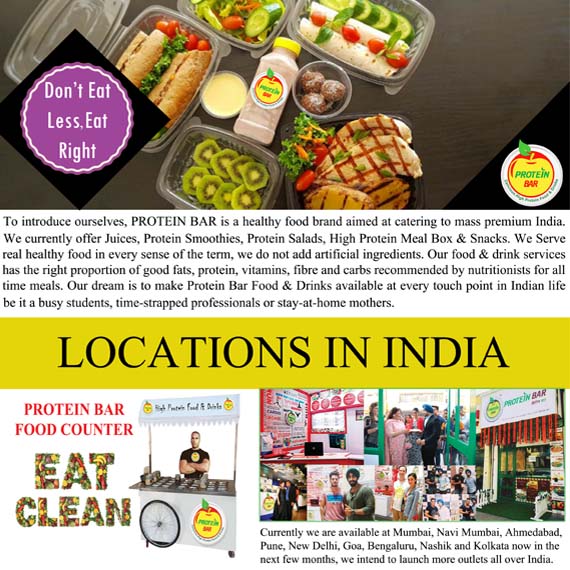 Don't Eat
Less,Eat
Right
PROTEIN
BAR
PROTEIN
BAR
To introduce ourselves, PROTEIN BAR is a healthy food brand aimed at catering to mass premium India.
We currently offer Juices, Protein Smoothies, Protein Salads, High Protein Meal Box & Snacks. We Serve
real healthy food in every sense of the term, we do not add artificial ingredients. Our food & drink services
has the right proportion of good fats, protein, vitamins, fibre and carbs recommended by nutritionists for all
time meals. Our dream is to make Protein Bar Food & Drinks available at every touch point in Indian life
be it a busy students, time-strapped professionals or stay-at-home mothers.
LOCATIONS IN INDIA
PROTEIN BAR
FOOD COUNTER
EAT
CLEAN
High Protein Food & Drinks
PROTEIN
BAR
PROTEIN BAR
Currently we are available at Mumbai, Navi Mumbai, Ahmedabad,
Pune, New Delhi, Goa, Bengaluru, Nashik and Kolkata now in the
next few months, we intend to launch more outlets all over India.